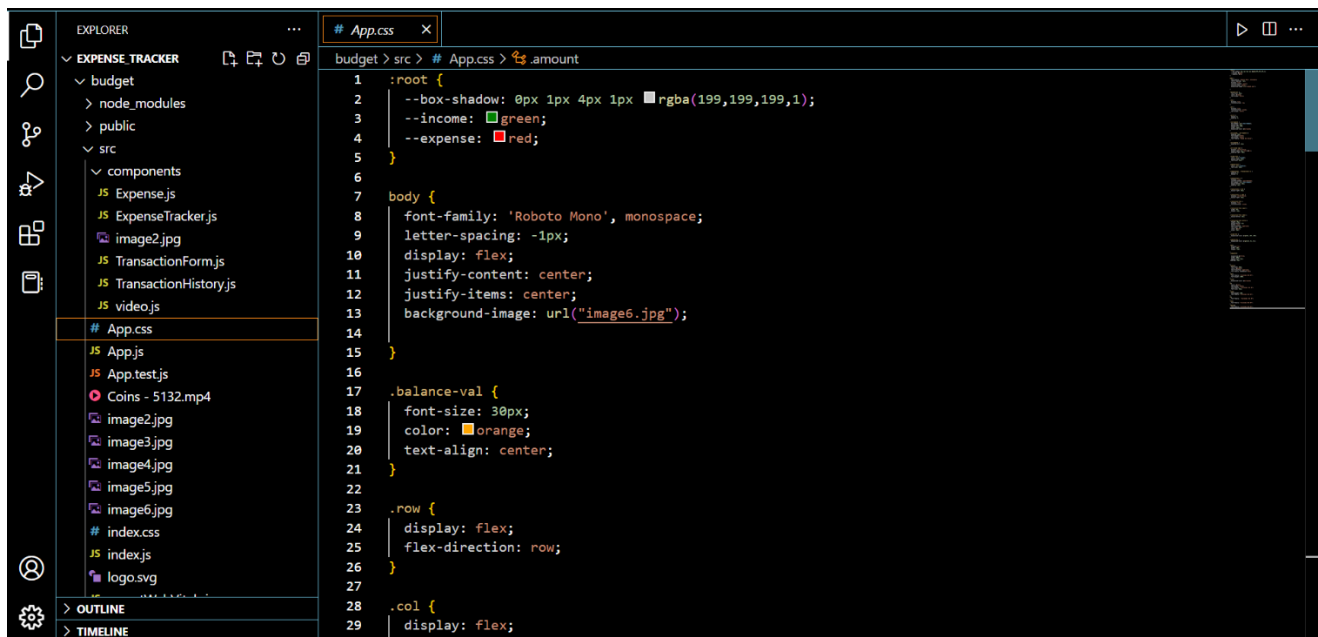 EXPLORER
EXPENSE_TRACKER
budget
node_modules
public
src
components
JS Expense.js
JS ExpenseTracker.js
image2.jpg
JS TransactionForm.js
JS TransactionHistory.js
JS video.js
# App.css
JS App.js
JS App.test.js
Coins - 5132.mp4
image2.jpg
image3.jpg
image4.jpg
image5.jpg
image6.jpg
# index.css
JS index.js
logo.svg
OUTLINE
TIMELINE
# App.css
budget > src > # App.css > .amount
1 :root {
2 --box-shadow: 0px 1px 4px 1px rgba(199,199,199,1);
3 --income: green;
4 --expense: red;
5 }
6
7 body {
8 font-family: 'Roboto Mono', monospace;
9 letter-spacing: -1px;
10 display: flex;
11 justify-content: center;
12 justify-items: center;
13 background-image: url("image6.jpg");
14
15 }
16
17 .balance-val {
18 font-size: 30px;
19 color: orange;
20 text-align: center;
21 }
22
23 .row {
24 display: flex;
25 flex-direction: row;
26 }
27
28 .col {
29 display: flex;